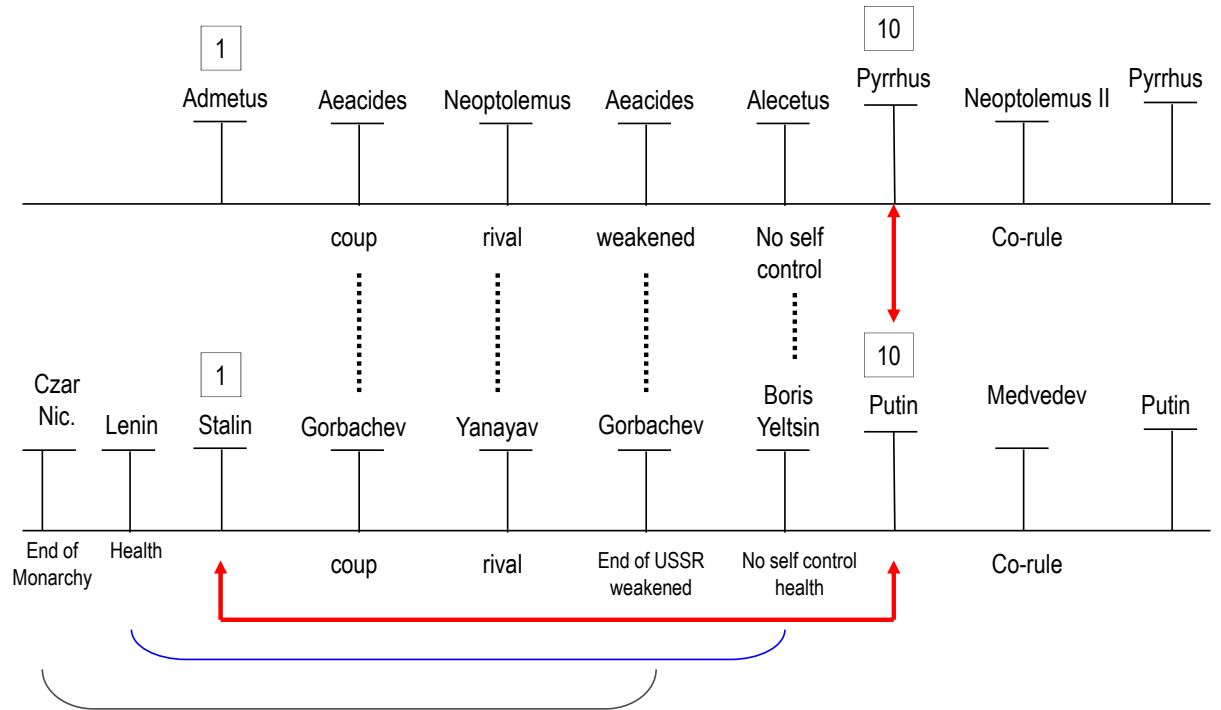 1
10
Admetus
Aeacides
Neoptolemus
Aeacides
Alecetus
Pyrrhus
Neoptolemus II
Pyrrhus
coup
rival
weakened
No self
control
Co-rule
1
10
Czar
Nic.
Lenin
Stalin
Gorbachev
Yanayav
Gorbachev
Boris
Yeltsin
Putin
Medvedev
Putin
End of
Monarchy
Health
coup
rival
End of USSR
weakened
No self control
health
Co-rule